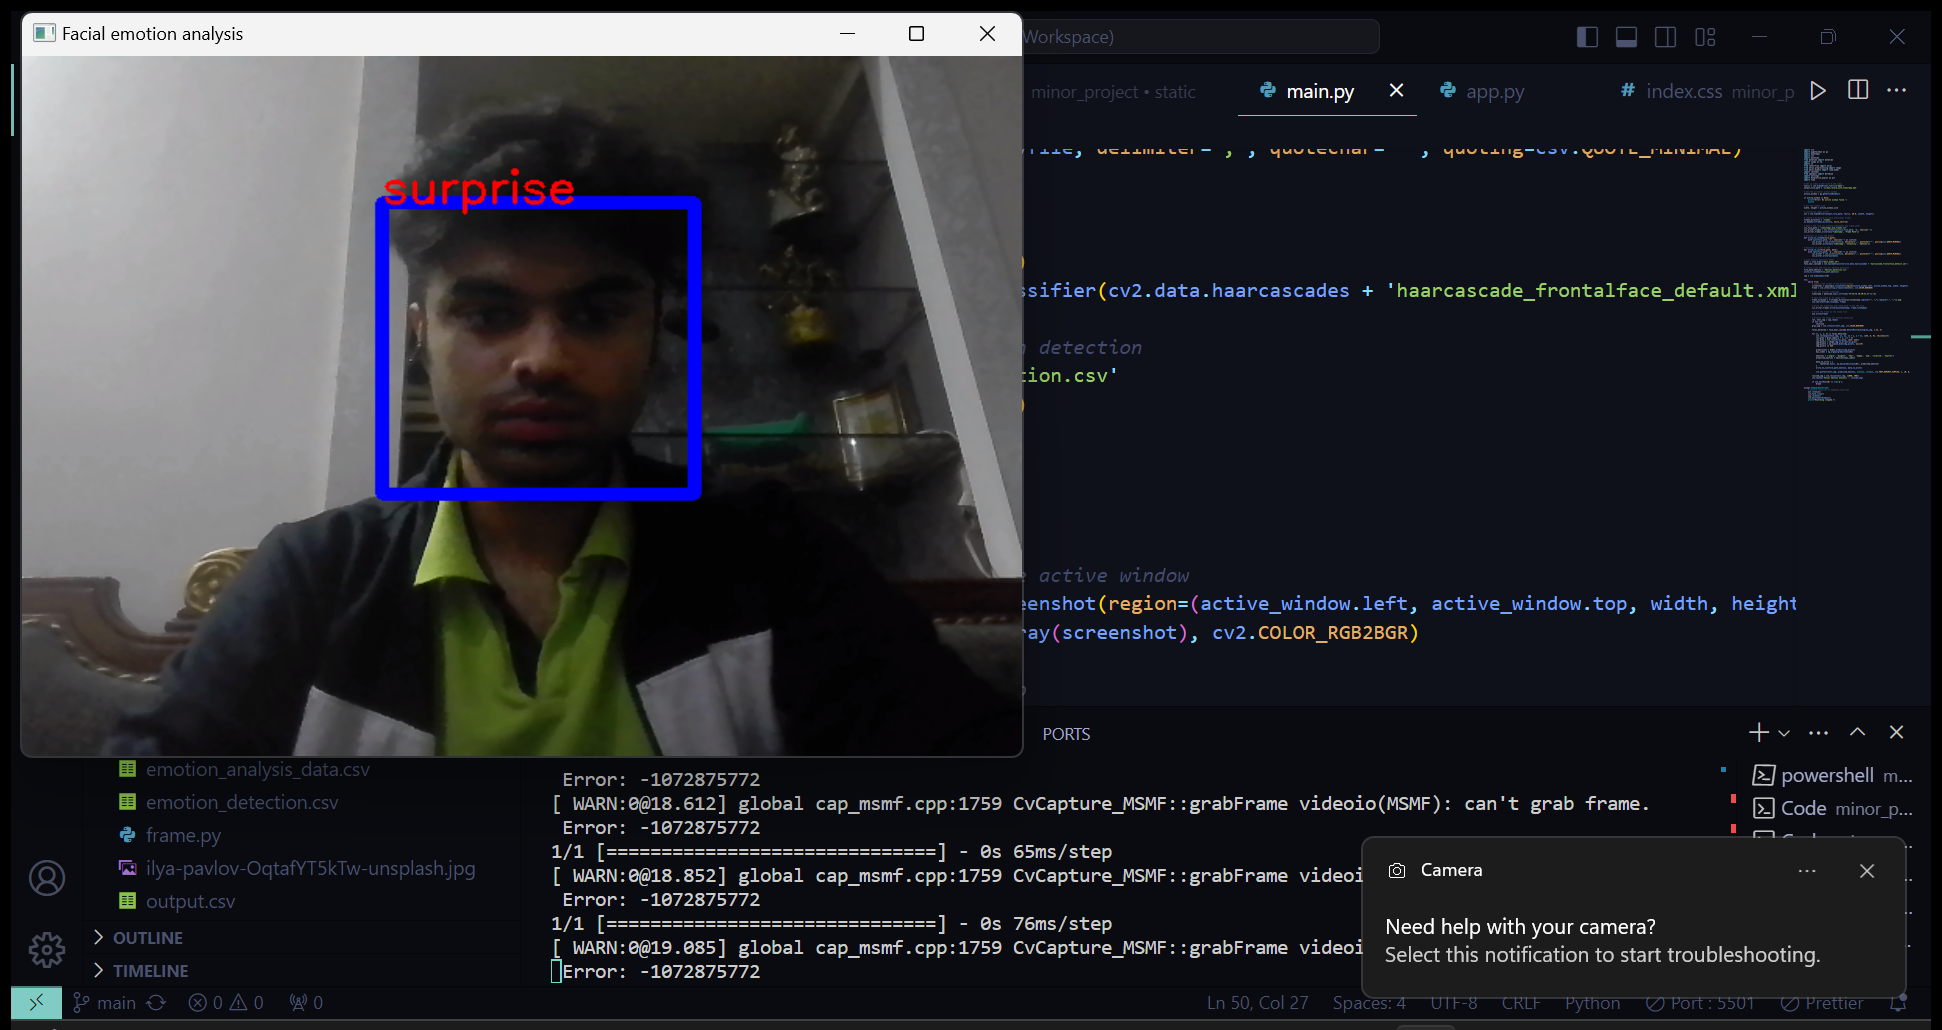 Facial emotion analysis
surprise
Workspace)
minor_project • static
main.py
app.py
index.css minor_p
quoting=csv.QUOTE_MINIMAL)
ssifier(cv2.data.haarcascades + 'haarcascade_frontalface_default.xml
detection
tion.csv'
active window
eenshot(region=(active_window.left, active_window.top, width, height
ray(screenshot), cv2.COLOR_RGB2BGR)
PORTS
emotion_analysis_data.csv
emotion_detection.csv
frame.py
ilya-pavlov-OqtafYT5kTw-unsplash.jpg
output.csv
OUTLINE
TIMELINE
Error: -1072875772
[ WARN:0@18.612] global cap_msmf.cpp:1759 CvCapture_MSMF::grabFrame videoio(MSMF): can't grab frame.
Error: -1072875772
1/1 [==============================] - 0s 65ms/step
[ WARN:0@18.852] global cap_msmf.cpp:1759 CvCapture_MSMF::grabFrame videoi
Error: -1072875772
1/1 [==============================] - 0s 76ms/step
[ WARN:0@19.085] global cap_msmf.cpp:1759 CvCapture_MSMF::grabFrame videoi
Error: -1072875772
powershell m...
Code minor_p...
Camera
Need help with your camera?
Select this notification to start troubleshooting.
main 0 0 0
Ln 50, Col 27 Spaces: 4 UTF-8 CRLF Python Port : 5501 Prettier